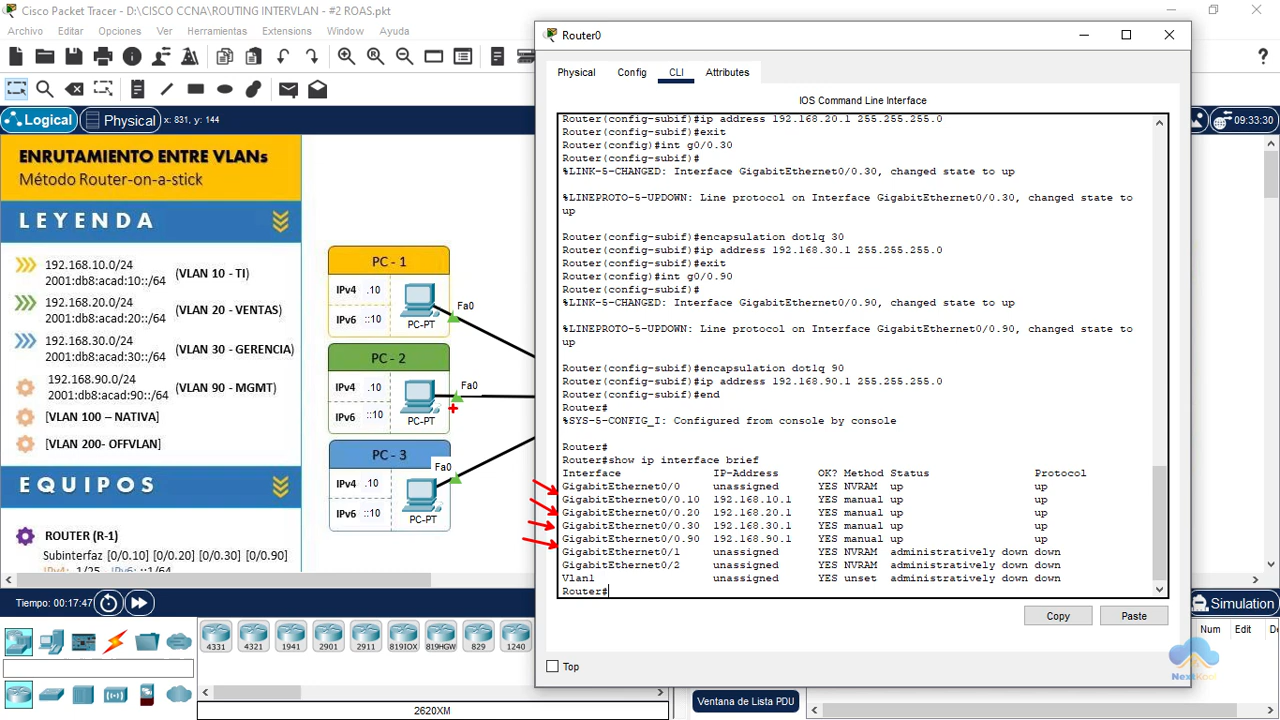 Cisco Packet Tracer - D:\CISCO CCNA\ROUTING INTERVLAN - #2 ROAS.pkt
Archivo Editar Opciones Ver Herramientas Extensions Window Ayuda
Logical Physical x: 831, y: 144
09:33:30
ENRUTAMIENTO ENTRE VLANs
Método Router-on-a-stick
LEYENDA
192.168.10.0/24
2001:db8:acad:10::/64
(VLAN 10 - TI)
192.168.20.0/24
2001:db8:acad:20::/64
(VLAN 20 - VENTAS)
192.168.30.0/24
2001:db8:acad:30::/64
(VLAN 30 - GERENCIA)
192.168.90.0/24
2001:db8:acad:90::/64
(VLAN 90 - MGMT)
[VLAN 100 – NATIVA]
[VLAN 200- OFFVLAN]
EQUIPOS
ROUTER (R-1)
Subinterfaz [0/0.10] [0/0.20] [0/0.30] [0/0.90]
IPv4: .1/25 IPv6: ::1/64
PC - 1
IPv4 .10
IPv6 ::10
PC-PT
Fa0
PC - 2
IPv4 .10
IPv6 ::10
PC-PT
Fa0
PC - 3
IPv4 .10
IPv6 ::10
PC-PT
Fa0
Router0
Physical Config CLI Attributes
IOS Command Line Interface
Router(config-subif)#ip address 192.168.20.1 255.255.255.0
Router(config-subif)#exit
Router(config)#int g0/0.30
Router(config-subif)#
%LINK-5-CHANGED: Interface GigabitEthernet0/0.30, changed state to up
%LINEPROTO-5-UPDOWN: Line protocol on Interface GigabitEthernet0/0.30, changed state to
up
Router(config-subif)#encapsulation dot1q 30
Router(config-subif)#ip address 192.168.30.1 255.255.255.0
Router(config-subif)#exit
Router(config)#int g0/0.90
Router(config-subif)#
%LINK-5-CHANGED: Interface GigabitEthernet0/0.90, changed state to up
%LINEPROTO-5-UPDOWN: Line protocol on Interface GigabitEthernet0/0.90, changed state to
up
Router(config-subif)#encapsulation dot1q 90
Router(config-subif)#ip address 192.168.90.1 255.255.255.0
Router(config-subif)#end
Router#
%SYS-5-CONFIG_I: Configured from console by console
Router#
Router#show ip interface brief
Interface IP-Address OK? Method Status Protocol
GigabitEthernet0/0 unassigned YES NVRAM up up
GigabitEthernet0/0.10 192.168.10.1 YES manual up up
GigabitEthernet0/0.20 192.168.20.1 YES manual up up
GigabitEthernet0/0.30 192.168.30.1 YES manual up up
GigabitEthernet0/0.90 192.168.90.1 YES manual up up
GigabitEthernet0/1 unassigned YES NVRAM administratively down down
GigabitEthernet0/2 unassigned YES NVRAM administratively down down
Vlan1 unassigned YES unset administratively down down
Router#
Copy Paste
Top
Tiempo: 00:17:47
Simulation
4331 4321 1941 2901 2911 819IOX 819HGW 829 1240
2620XM
Ventana de Lista PDU
Num Edit
NextKool